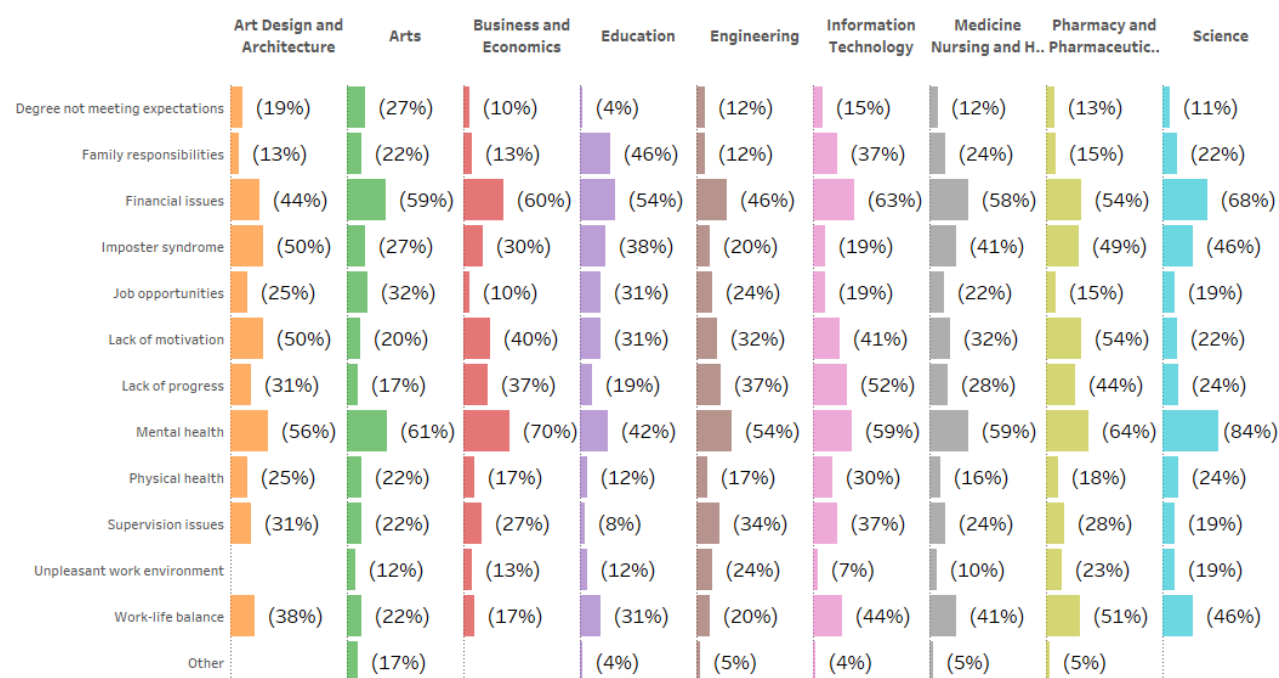 Art Design and Architecture Arts Business and Economics Education Engineering Information Technology Medicine Nursing and H.. Pharmacy and Pharmaceutic.. Science
Degree not meeting expectations (19%) (27%) (10%) (4%) (12%) (15%) (12%) (13%) (11%)
Family responsibilities (13%) (22%) (13%) (46%) (12%) (37%) (24%) (15%) (22%)
Financial issues (44%) (59%) (60%) (54%) (46%) (63%) (58%) (54%) (68%)
Imposter syndrome (50%) (27%) (30%) (38%) (20%) (19%) (41%) (49%) (46%)
Job opportunities (25%) (32%) (10%) (31%) (24%) (19%) (22%) (15%) (19%)
Lack of motivation (50%) (20%) (40%) (31%) (32%) (41%) (32%) (54%) (22%)
Lack of progress (31%) (17%) (37%) (19%) (37%) (52%) (28%) (44%) (24%)
Mental health (56%) (61%) (70%) (42%) (54%) (59%) (59%) (64%) (84%)
Physical health (25%) (22%) (17%) (12%) (17%) (30%) (16%) (18%) (24%)
Supervision issues (31%) (22%) (27%) (8%) (34%) (37%) (24%) (28%) (19%)
Unpleasant work environment (12%) (13%) (12%) (24%) (7%) (10%) (23%) (19%)
Work-life balance (38%) (22%) (17%) (31%) (20%) (44%) (41%) (51%) (46%)
Other (17%) (4%) (5%) (4%) (5%) (5%)